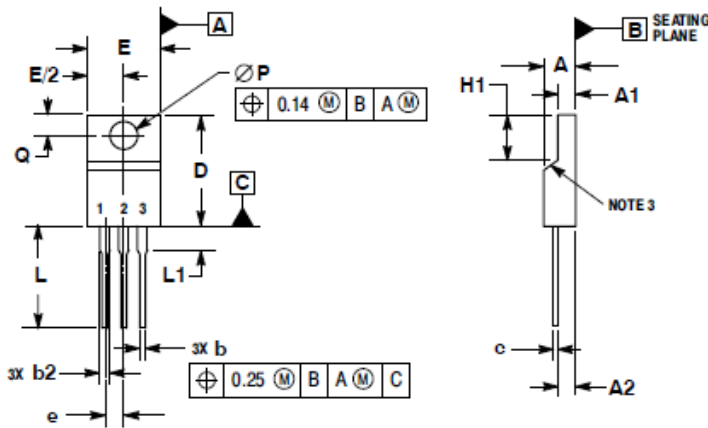 A
E
E/2
Ø P
⌖ 0.14 Ⓜ B A Ⓜ
Q
D
C
1 2 3
L
L1
3X b
3X b2
⌖ 0.25 Ⓜ B A Ⓜ C
e
B SEATING
PLANE
A
H1
A1
NOTE 3
c
A2